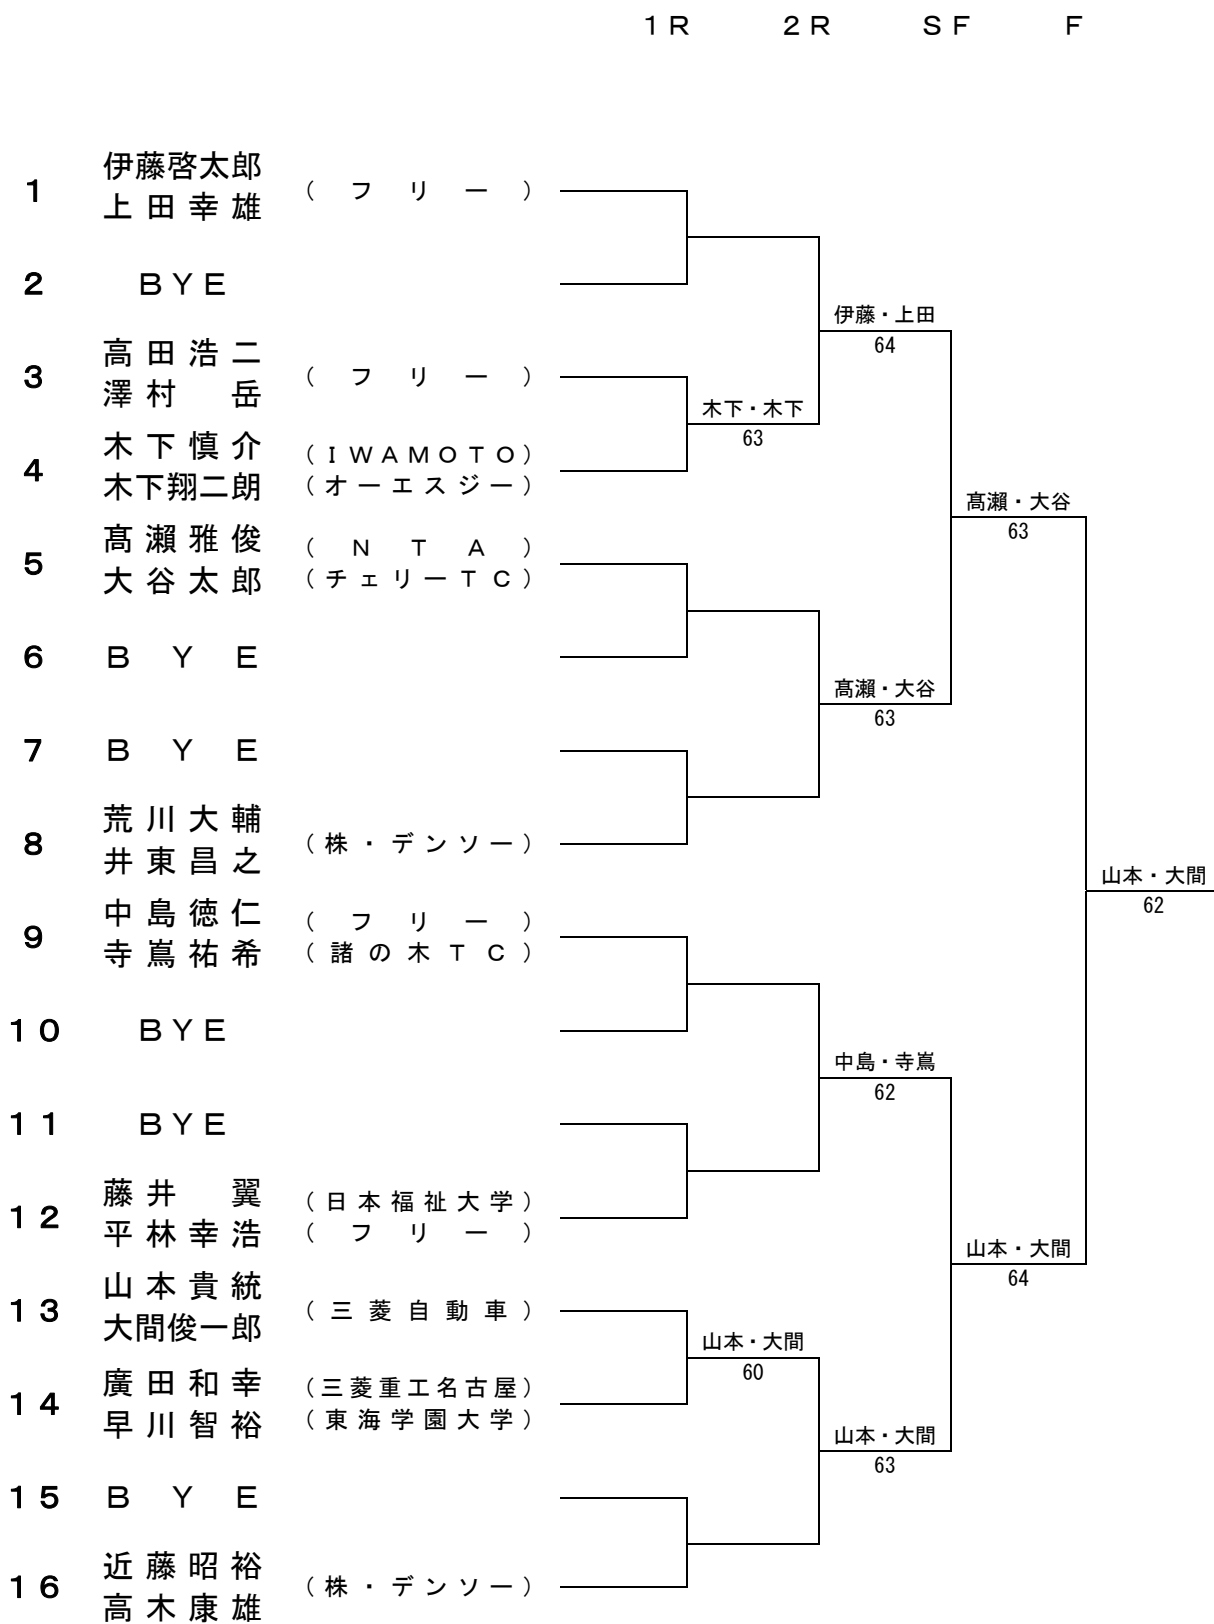 １Ｒ ２Ｒ ＳＦ Ｆ
伊藤啓太郎
1 （ フ リ ー ）
上田幸雄
2 ＢＹＥ
伊藤・上田
64
高田浩二
3 （ フ リ ー ）
澤村 岳
木下・木下
63
木下慎介 （ＩＷＡＭＯＴＯ）
4
木下翔二朗 （オーエスジー）
髙瀬・大谷
63
髙瀬雅俊 （ Ｎ Ｔ Ａ ）
5
大谷太郎 （チェリーＴＣ）
6 Ｂ Ｙ Ｅ
髙瀬・大谷
63
7 Ｂ Ｙ Ｅ
荒川大輔
8 （株・デンソー）
井東昌之
山本・大間
62
中島徳仁 （ フ リ ー ）
9
寺嶌祐希 （諸の木ＴＣ）
10 ＢＹＥ
中島・寺嶌
62
11 ＢＹＥ
藤井 翼 （日本福祉大学）
12
平林幸浩 （ フ リ ー ）
山本・大間
64
山本貴統
13 （三菱自動車）
大間俊一郎
山本・大間
60
廣田和幸 （三菱重工名古屋）
14
早川智裕 （東海学園大学）
山本・大間
63
15 Ｂ Ｙ Ｅ
近藤昭裕
16 （株・デンソー）
高木康雄